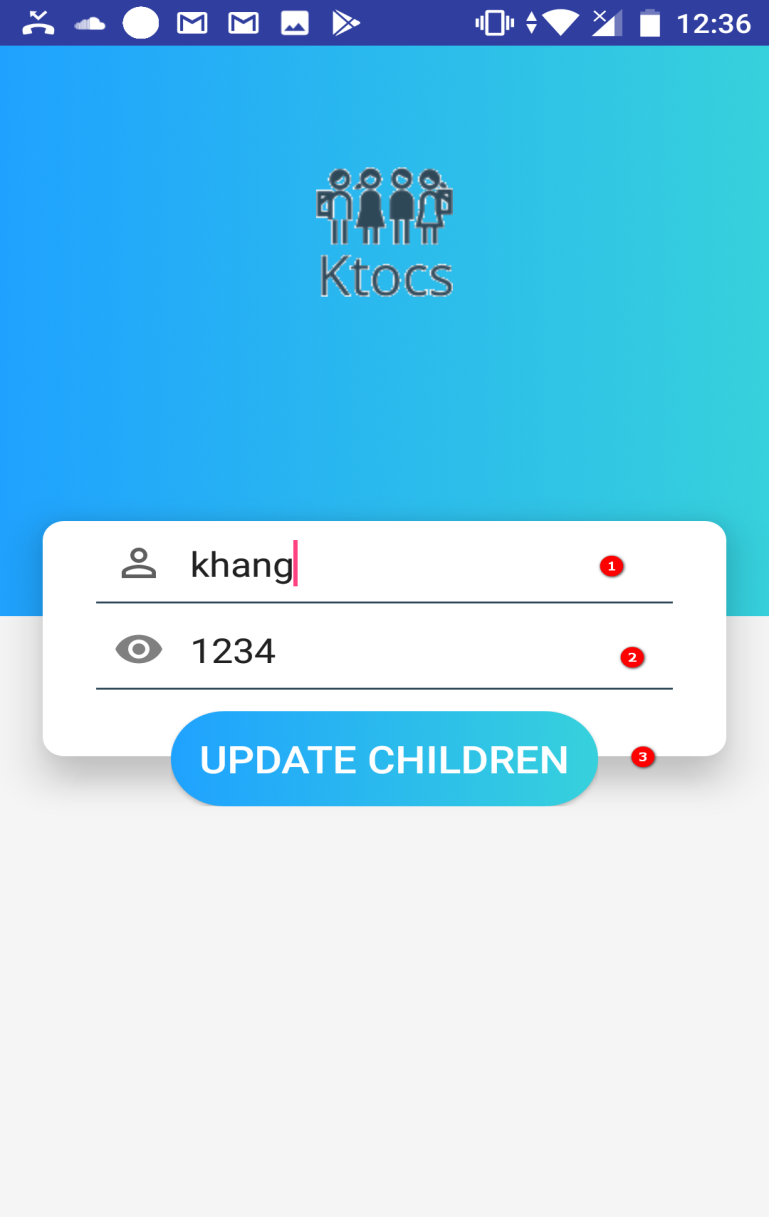 12:36
Ktocs
khang
1
1234
2
UPDATE CHILDREN
3